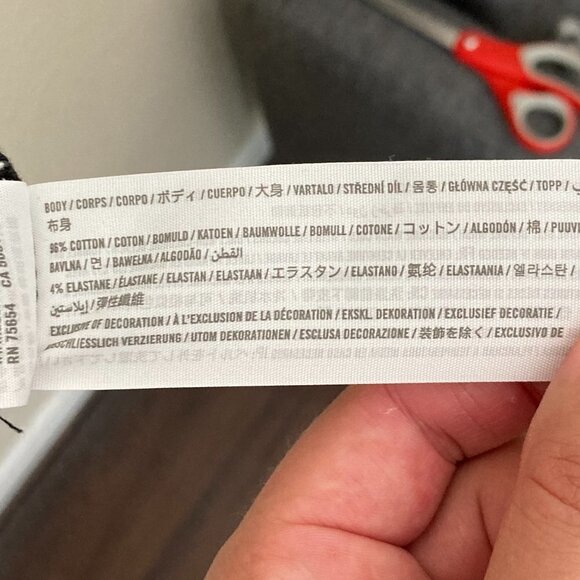 BODY / CORPS / CORPO / ボディ / CUERPO / 大身 / VARTALO / STŘEDNÍ DÍL / 몸통 / GŁÓWNA CZĘŚĆ / TOPP /
布身
96% COTTON / COTON / BOMULD / KATOEN / BAUMWOLLE / BOMULL / COTONE / コットン / ALGODÓN / 棉 / PUUVI
BAVLNA / 면 / BAWEŁNA / ALGODÃO / القطن
4% ELASTANE / ÉLASTANE / ELASTAN / ELASTAAN / エラスタン / ELASTANO / 氨纶 / ELASTAANIA / 엘라스탄 /
إيلاستين / 彈性纖維
EXCLUSIVE OF DECORATION / À L'EXCLUSION DE LA DÉCORATION / EKSKL. DEKORATION / EXCLUSIEF DECORATIE /
SCHLIESSLICH VERZIERUNG / UTOM DEKORATIONEN / ESCLUSA DECORAZIONE / 装飾を除く / EXCLUSIVO DE
RN 75654 CA